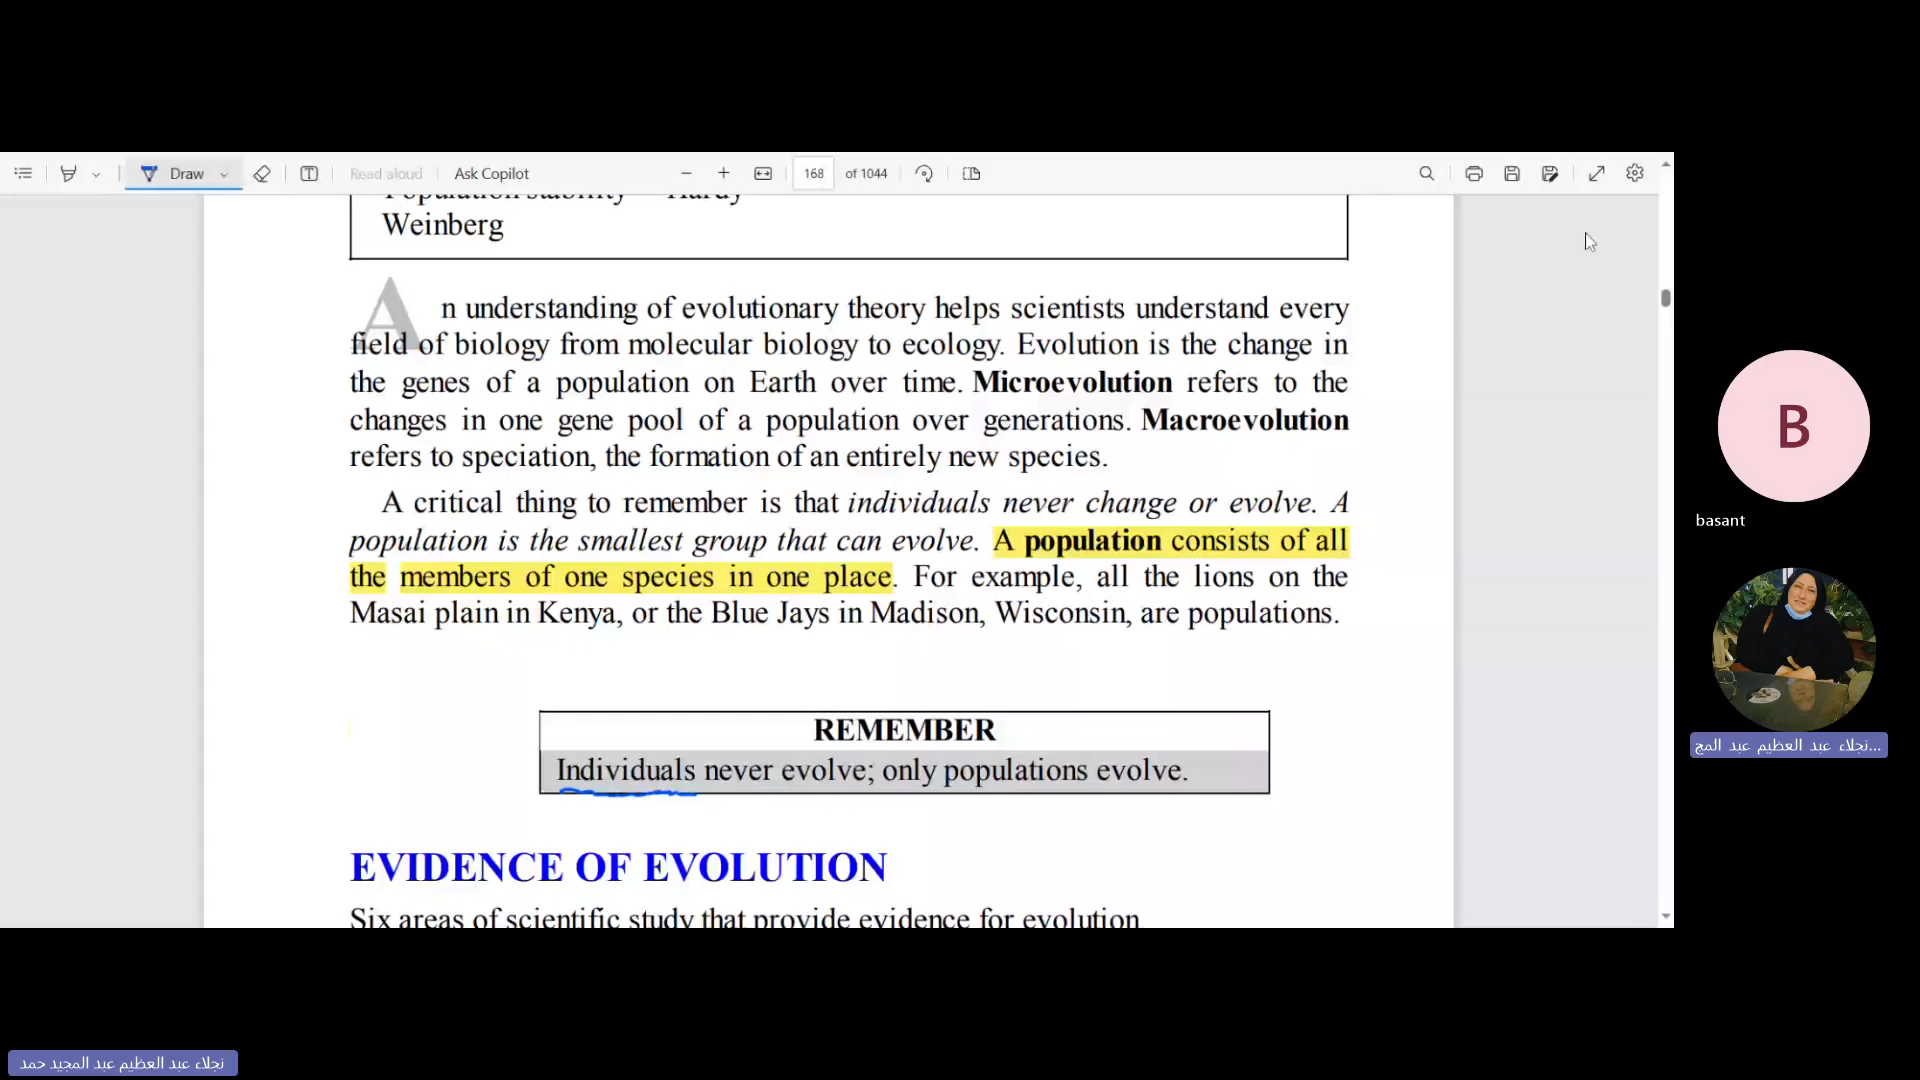 Draw
Read aloud
Ask Copilot
168 of 1044
Population stability — Hardy
Weinberg
An understanding of evolutionary theory helps scientists understand every
field of biology from molecular biology to ecology. Evolution is the change in
the genes of a population on Earth over time. Microevolution refers to the
changes in one gene pool of a population over generations. Macroevolution
refers to speciation, the formation of an entirely new species.
A critical thing to remember is that individuals never change or evolve. A
population is the smallest group that can evolve. A population consists of all
the members of one species in one place. For example, all the lions on the
Masai plain in Kenya, or the Blue Jays in Madison, Wisconsin, are populations.
REMEMBER
Individuals never evolve; only populations evolve.
EVIDENCE OF EVOLUTION
Six areas of scientific study that provide evidence for evolution
B
basant
نجلاء عبد العظيم عبد المج...
نجلاء عبد العظيم عبد المجيد حمد